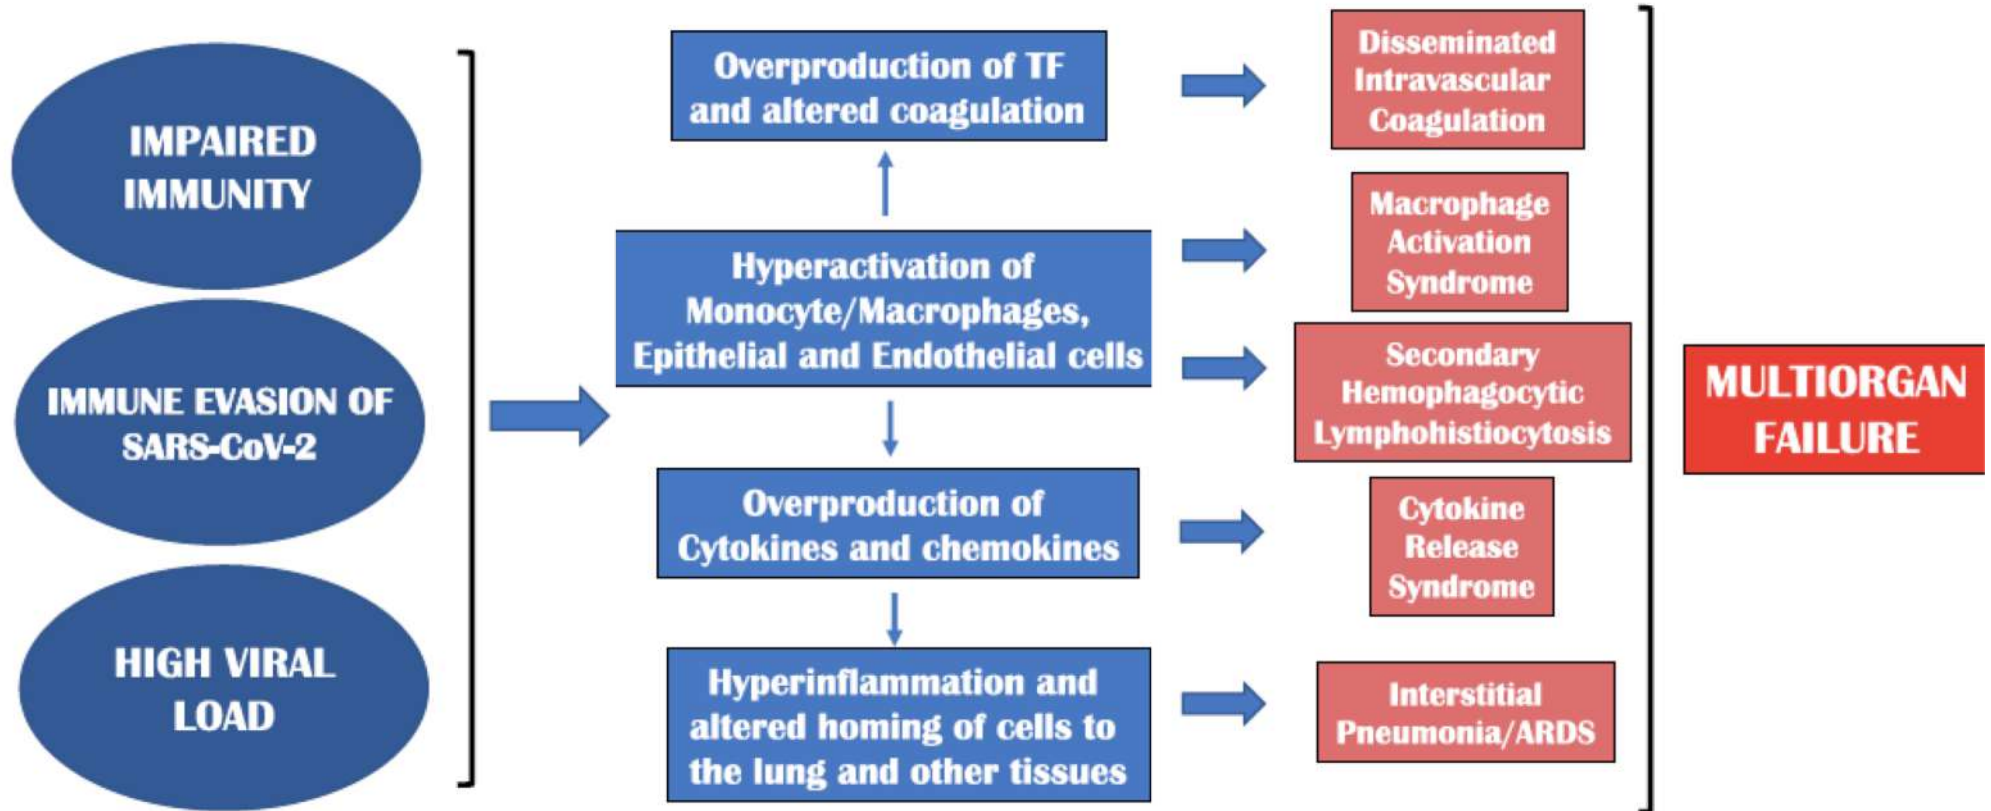 IMPAIRED
IMMUNITY
IMMUNE EVASION OF
SARS-CoV-2
HIGH VIRAL
LOAD
Overproduction of TF
and altered coagulation
Hyperactivation of
Monocyte/Macrophages,
Epithelial and Endothelial cells
Overproduction of
Cytokines and chemokines
Hyperinflammation and
altered homing of cells to
the lung and other tissues
Disseminated
Intravascular
Coagulation
Macrophage
Activation
Syndrome
Secondary
Hemophagocytic
Lymphohistiocytosis
Cytokine
Release
Syndrome
Interstitial
Pneumonia/ARDS
MULTIORGAN
FAILURE